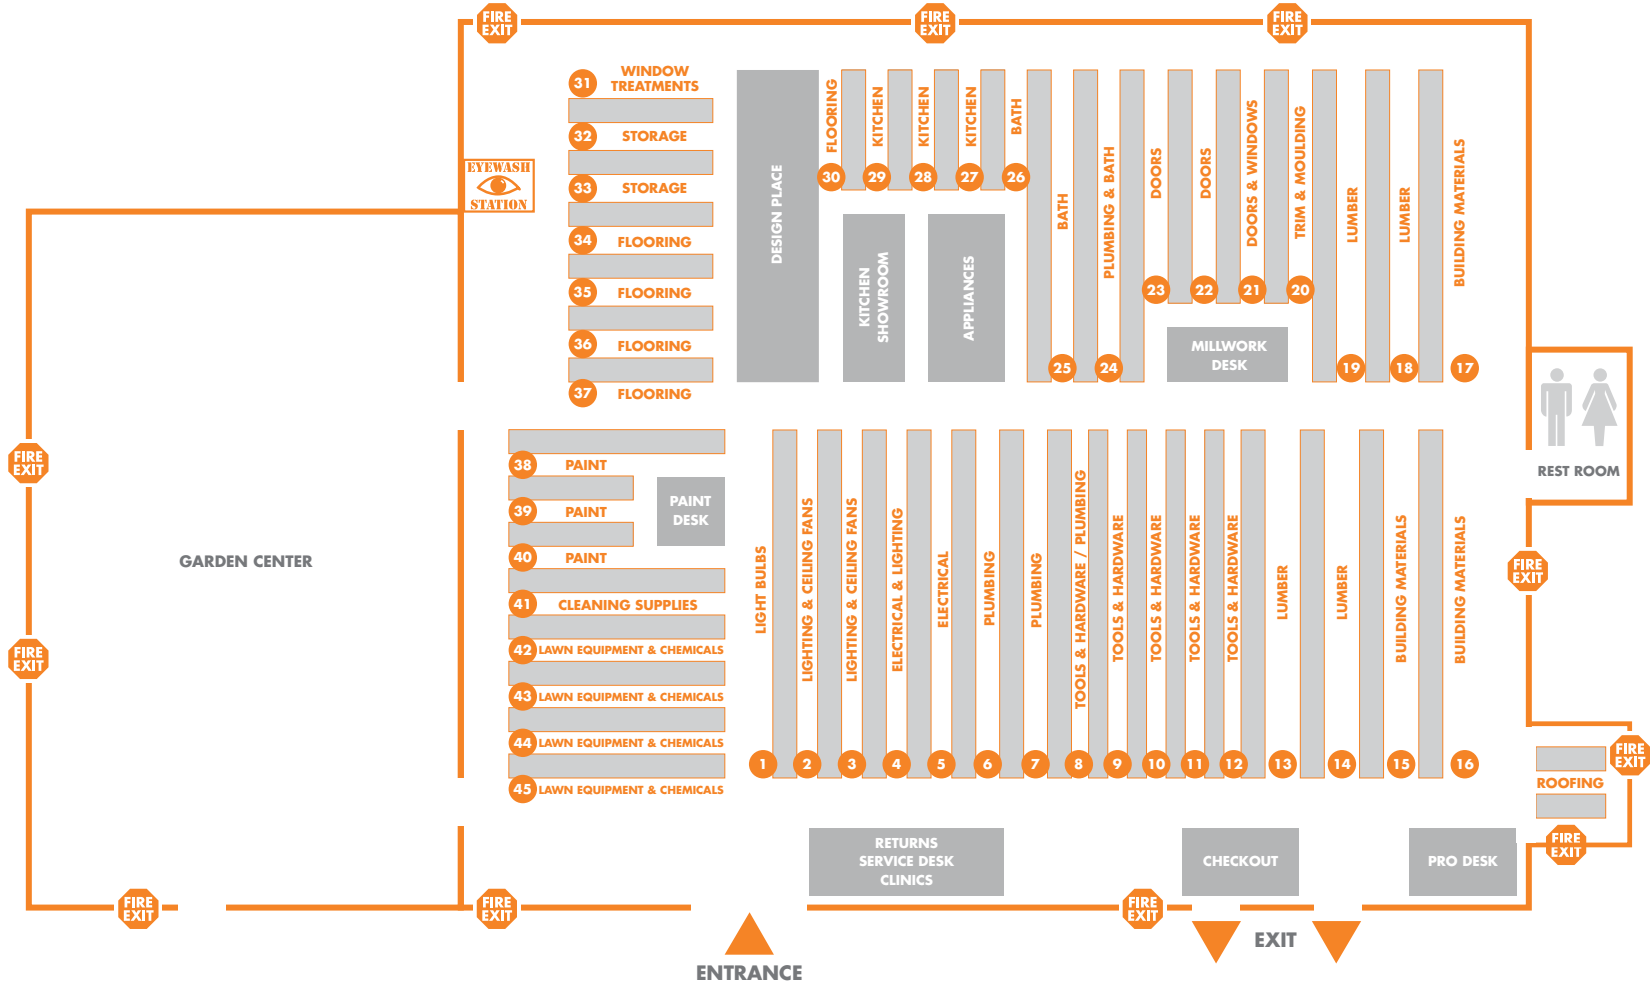 FIRE
EXIT
FIRE
EXIT
FIRE
EXIT
31
WINDOW
TREATMENTS
32
STORAGE
33
STORAGE
34
FLOORING
35
FLOORING
36
FLOORING
37
FLOORING
EYEWASH
STATION
DESIGN PLACE
FLOORING
30
KITCHEN
29
KITCHEN
28
KITCHEN
27
BATH
26
KITCHEN
SHOWROOM
APPLIANCES
BATH
25
PLUMBING & BATH
24
DOORS
23
DOORS
22
DOORS & WINDOWS
21
TRIM & MOULDING
20
MILLWORK
DESK
LUMBER
19
LUMBER
18
BUILDING MATERIALS
17
REST ROOM
FIRE
EXIT
FIRE
EXIT
GARDEN CENTER
38
PAINT
39
PAINT
40
PAINT
PAINT
DESK
41
CLEANING SUPPLIES
42
LAWN EQUIPMENT & CHEMICALS
43
LAWN EQUIPMENT & CHEMICALS
44
LAWN EQUIPMENT & CHEMICALS
45
LAWN EQUIPMENT & CHEMICALS
LIGHT BULBS
1
LIGHTING & CEILING FANS
2
LIGHTING & CEILING FANS
3
ELECTRICAL & LIGHTING
4
ELECTRICAL
5
PLUMBING
6
PLUMBING
7
TOOLS & HARDWARE / PLUMBING
8
TOOLS & HARDWARE
9
TOOLS & HARDWARE
10
TOOLS & HARDWARE
11
TOOLS & HARDWARE
12
LUMBER
13
LUMBER
14
BUILDING MATERIALS
15
BUILDING MATERIALS
16
FIRE
EXIT
FIRE
EXIT
ROOFING
FIRE
EXIT
RETURNS
SERVICE DESK
CLINICS
CHECKOUT
PRO DESK
FIRE
EXIT
FIRE
EXIT
FIRE
EXIT
ENTRANCE
EXIT